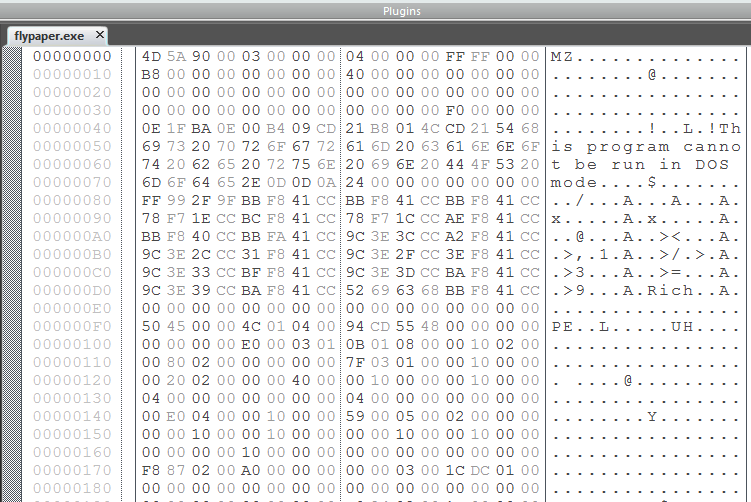 Plugins
flypaper.exe ×
00000000 4D 5A 90 00 03 00 00 00 04 00 00 00 FF FF 00 00 MZ..............
00000010 B8 00 00 00 00 00 00 00 40 00 00 00 00 00 00 00 ........@.......
00000020 00 00 00 00 00 00 00 00 00 00 00 00 00 00 00 00 ................
00000030 00 00 00 00 00 00 00 00 00 00 00 00 F0 00 00 00 ................
00000040 0E 1F BA 0E 00 B4 09 CD 21 B8 01 4C CD 21 54 68 ........!..L.!Th
00000050 69 73 20 70 72 6F 67 72 61 6D 20 63 61 6E 6E 6F is program canno
00000060 74 20 62 65 20 72 75 6E 20 69 6E 20 44 4F 53 20 t be run in DOS
00000070 6D 6F 64 65 2E 0D 0D 0A 24 00 00 00 00 00 00 00 mode....$.......
00000080 FF 99 2F 9F BB F8 41 CC BB F8 41 CC BB F8 41 CC ../...A...A...A.
00000090 78 F7 1E CC BC F8 41 CC 78 F7 1C CC AE F8 41 CC x.....A.x.....A.
000000A0 BB F8 40 CC BB FA 41 CC 9C 3E 3C CC A2 F8 41 CC ..@...A..><...A.
000000B0 9C 3E 2C CC 31 F8 41 CC 9C 3E 2F CC 3E F8 41 CC .>,.1.A..>/.>.A.
000000C0 9C 3E 33 CC BF F8 41 CC 9C 3E 3D CC BA F8 41 CC .>3...A..>=...A.
000000D0 9C 3E 39 CC BA F8 41 CC 52 69 63 68 BB F8 41 CC .>9...A.Rich..A.
000000E0 00 00 00 00 00 00 00 00 00 00 00 00 00 00 00 00 ................
000000F0 50 45 00 00 4C 01 04 00 94 CD 55 48 00 00 00 00 PE..L.....UH....
00000100 00 00 00 00 E0 00 03 01 0B 01 08 00 00 10 02 00 ................
00000110 00 80 02 00 00 00 00 00 7F 03 01 00 00 10 00 00 ................
00000120 00 20 02 00 00 00 40 00 00 10 00 00 00 10 00 00 . ....@.........
00000130 04 00 00 00 00 00 00 00 04 00 00 00 00 00 00 00 ................
00000140 00 E0 04 00 00 10 00 00 59 00 05 00 02 00 00 00 ........Y.......
00000150 00 00 10 00 00 10 00 00 00 00 10 00 00 10 00 00 ................
00000160 00 00 00 00 10 00 00 00 00 00 00 00 00 00 00 00 ................
00000170 F8 87 02 00 A0 00 00 00 00 00 03 00 1C DC 01 00 ................
00000180 00 00 00 00 00 00 00 00 00 00 00 00 00 00 00 00 ................